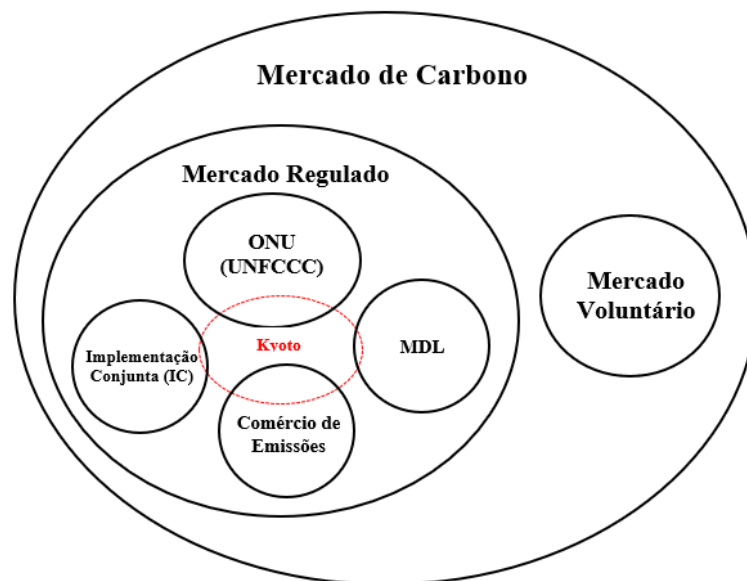 Mercado de Carbono
Mercado Regulado
ONU
(UNFCCC)
Mercado
Voluntário
Kyoto
MDL
Implementação
Conjunta (IC)
Comércio de
Emissões